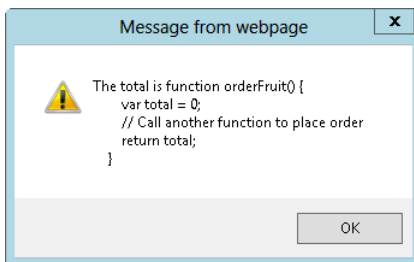 Message from webpage
x
The total is function orderFruit() {
var total = 0;
// Call another function to place order
return total;
}
OK